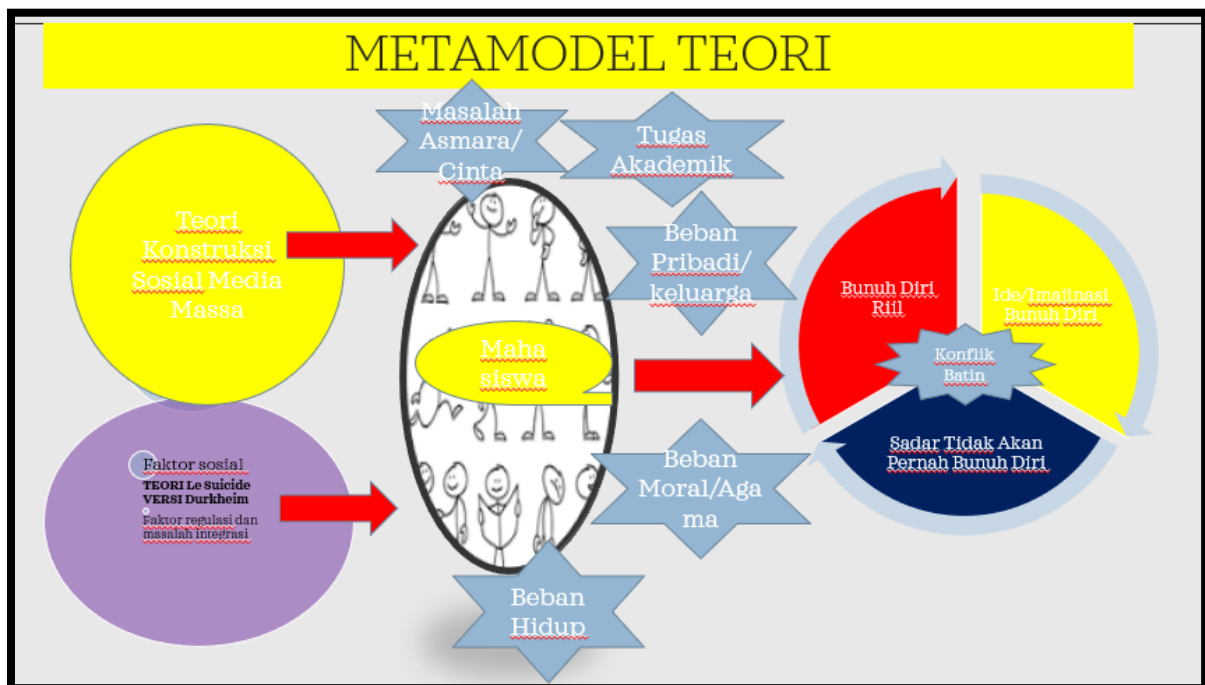 METAMODEL TEORI
Masalah
Asmara/
Cinta
Tugas
Akademik
Teori
Konstruksi
Sosial Media
Massa
Beban
Pribadi/
keluarga
Maha
siswa
Bunuh Diri
Riil
Ide/Imajinasi
Bunuh Diri
Konflik
Batin
Sadar Tidak Akan
Pernah Bunuh Diri
Faktor sosial
TEORI Le Suicide
VERSI Durkheim
Faktor regulasi dan
masalah integrasi
Beban
Moral/Aga
ma
Beban
Hidup